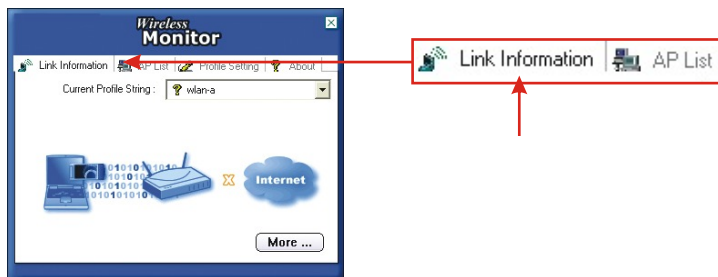 Wireless
Monitor
Link Information AP List Profile Setting About
Current Profile String : wlan-a
Internet
More ...
Link Information AP List